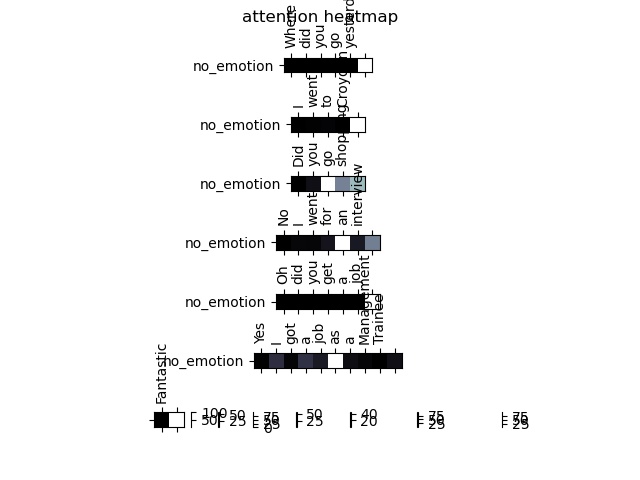 attention heatmap
Where did you go yesterday
no_emotion
I went to Croydon
no_emotion
Did you go shopping
no_emotion
No I went for an interview
no_emotion
Oh did you get a job
no_emotion
Yes I got a job as a Management Trainee
no_emotion
Fantastic
100 50 75 50 40 75 75
50 25 50 25 20 50 50
0 25 25 25